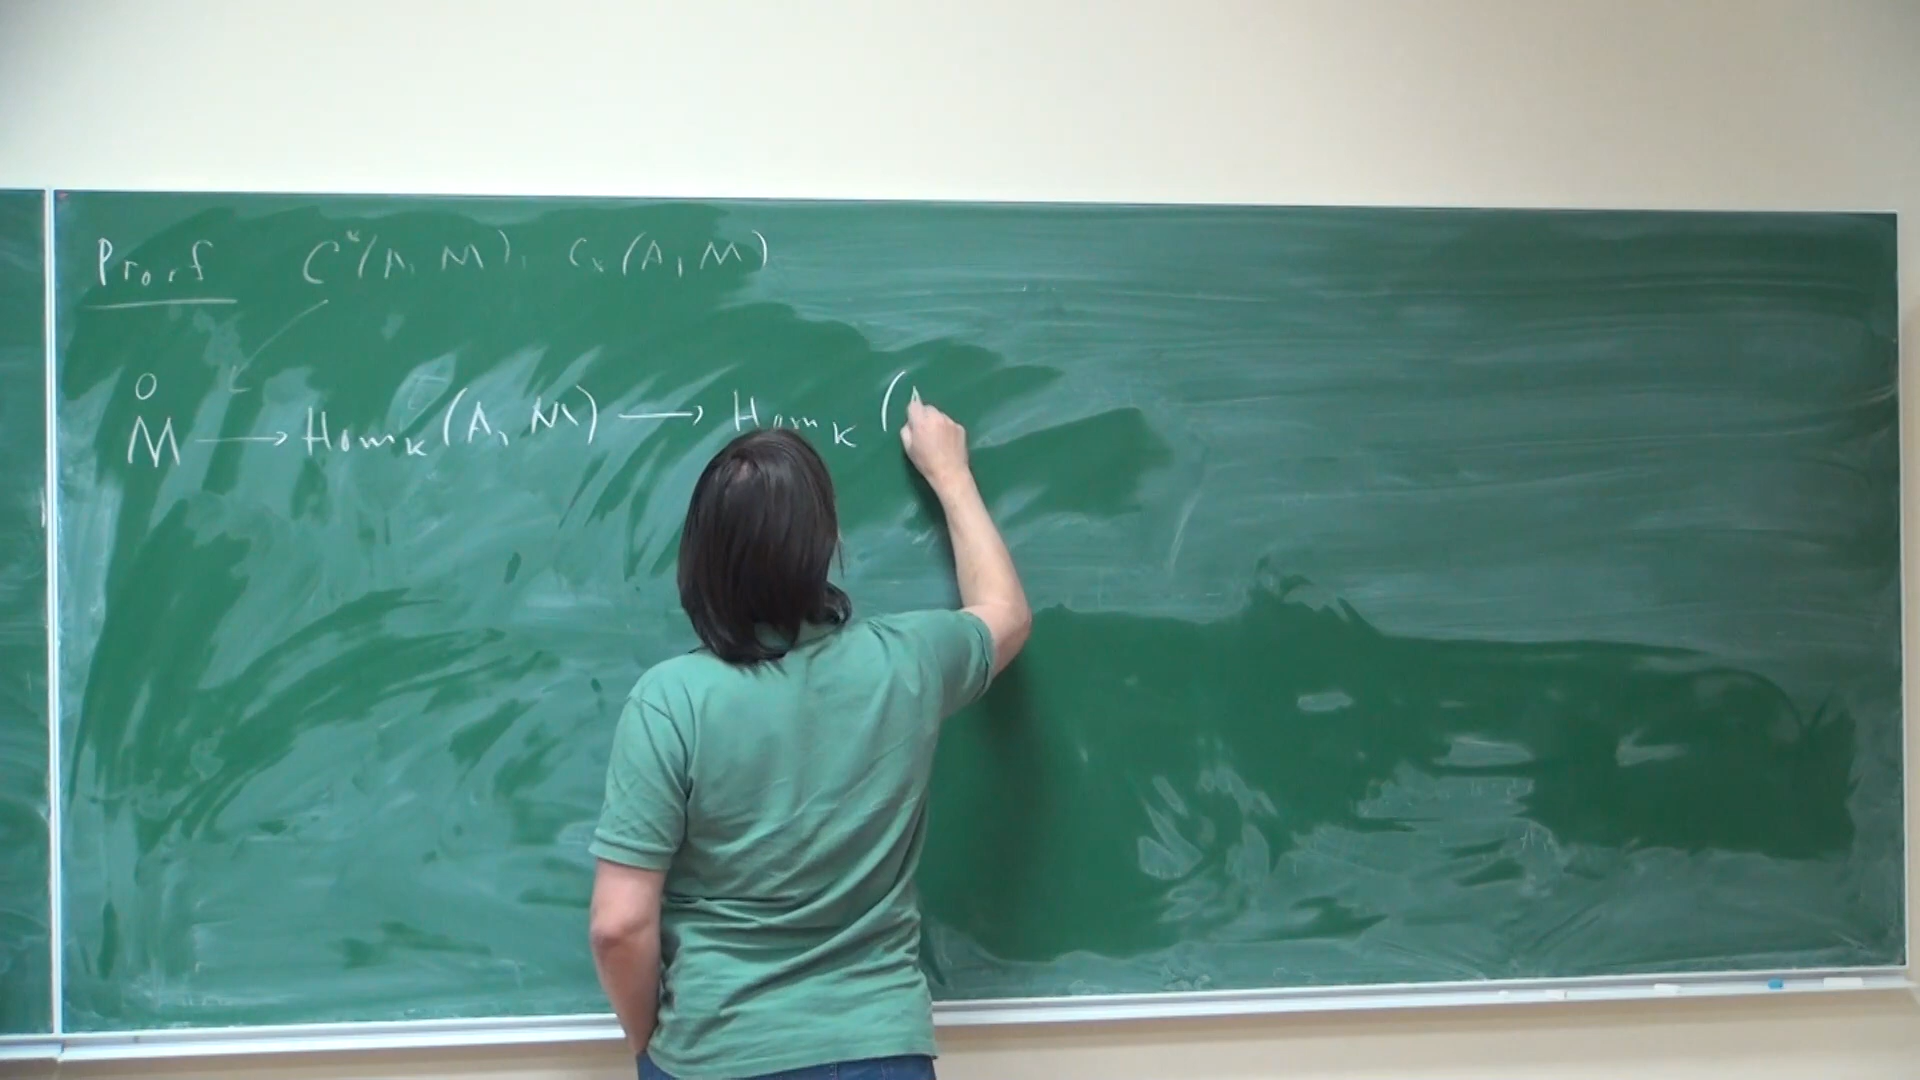 Proof C*(A, M), C*(A, M)
0
M → Hom_K (A, M) → Hom_K (